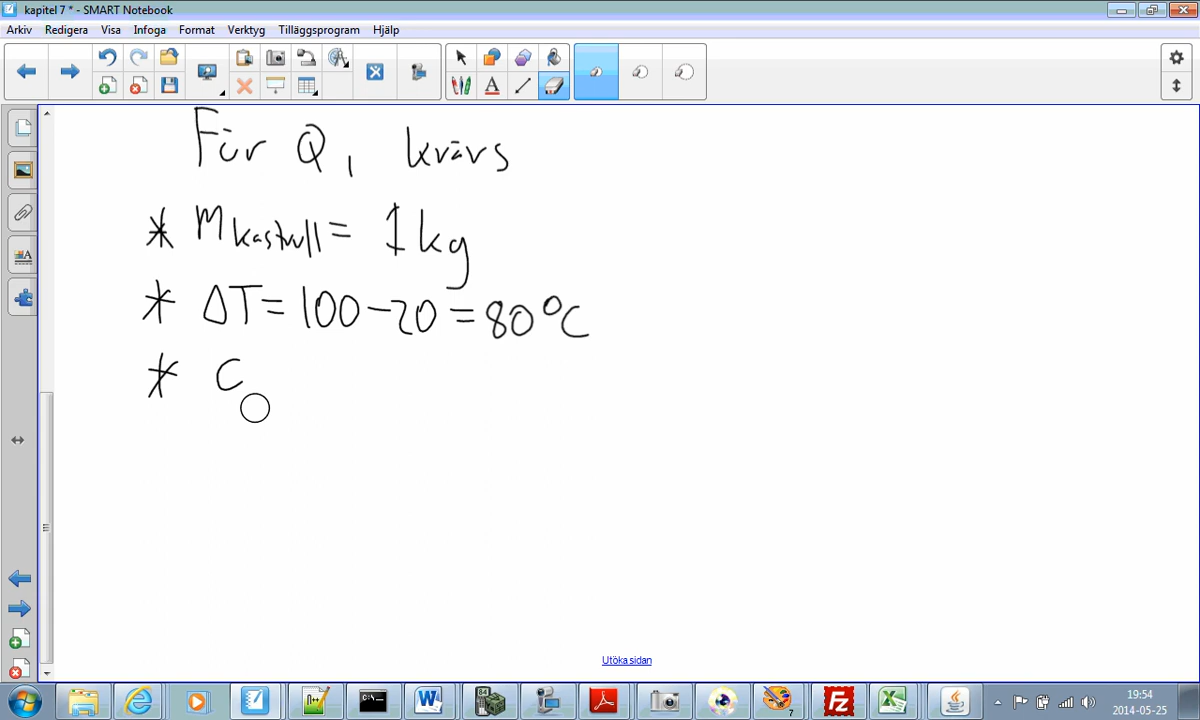 kapitel 7 * - SMART Notebook
Arkiv Redigera Visa Infoga Format Verktyg Tilläggsprogram Hjälp
För Q₁ krävs
* m kastrull = 1 kg
* ΔT = 100 - 20 = 80°C
* C
Utöka sidan
19:54
2014-05-25